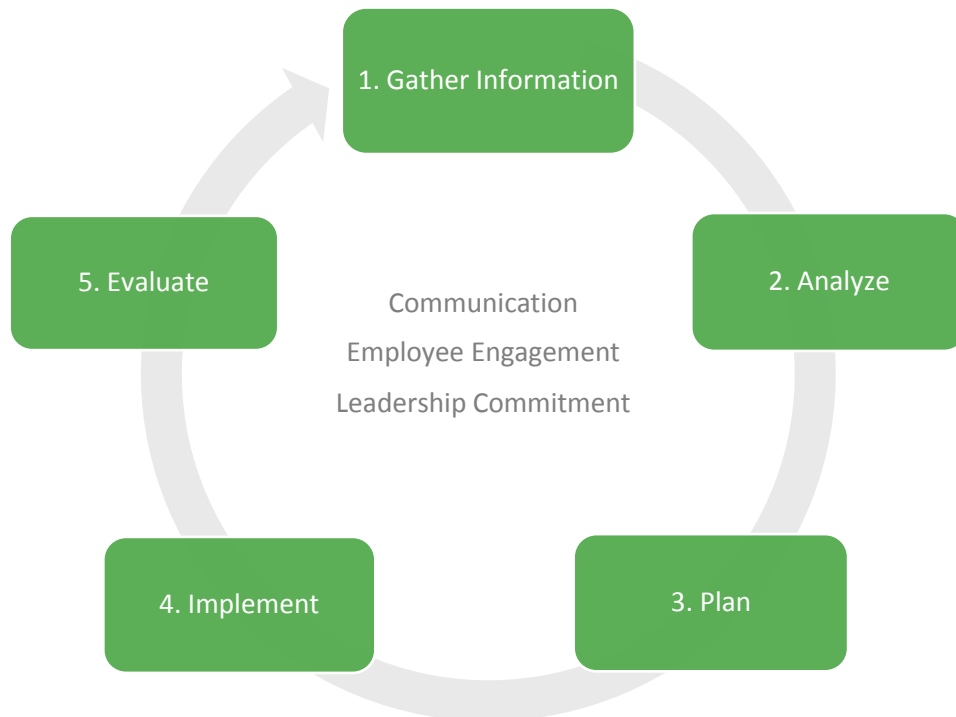 1. Gather Information
2. Analyze
3. Plan
4. Implement
5. Evaluate
Communication
Employee Engagement
Leadership Commitment